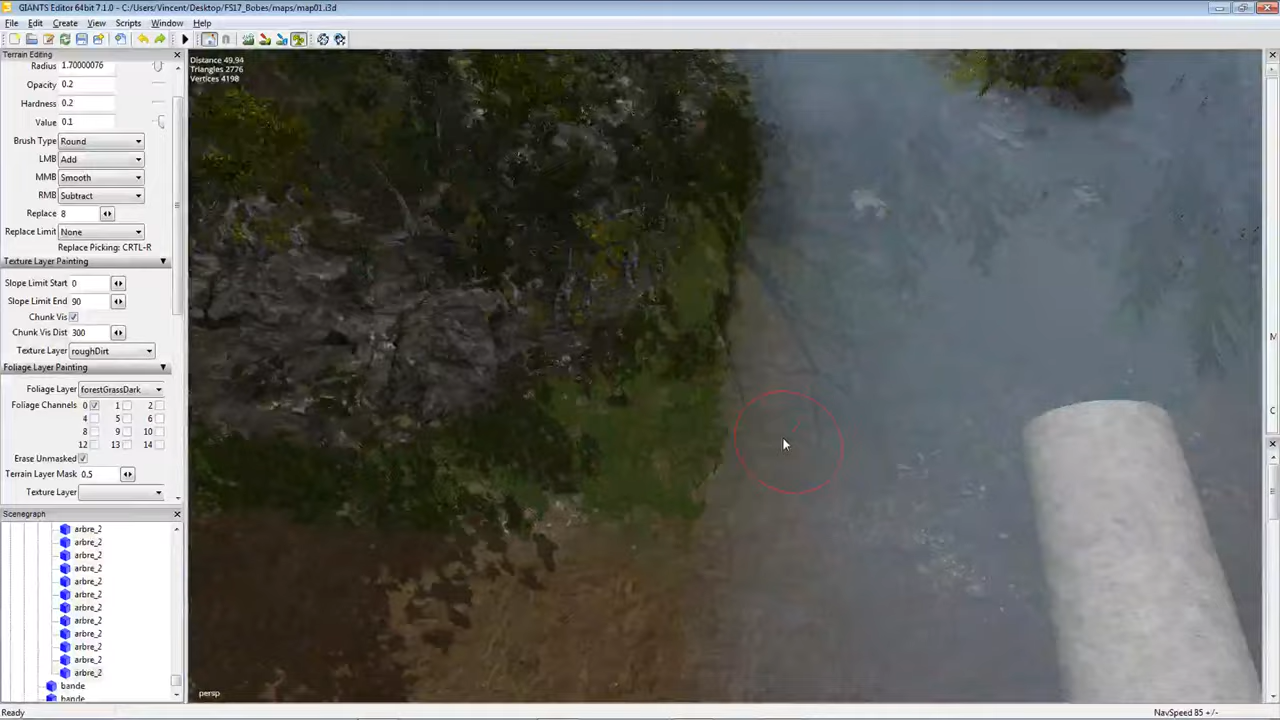 GIANTS Editor 64bit 7.1.0 - C:/Users/Vincent/Desktop/FS17_Bobes/maps/map01.i3d
File Edit Create View Scripts Window Help
Terrain Editing
Radius 1.70000076
Opacity 0.2
Hardness 0.2
Value 0.1
Brush Type Round
LMB Add
MMB Smooth
RMB Subtract
Replace 8
Replace Limit None
Replace Picking: CRTL-R
Texture Layer Painting
Slope Limit Start 0
Slope Limit End 90
Chunk Vis
Chunk Vis Dist 300
Texture Layer roughDirt
Foliage Layer Painting
Foliage Layer forestGrassDark
Foliage Channels 0 1 2
4 5 6
8 9 10
12 13 14
Erase Unmasked
Terrain Layer Mask 0.5
Texture Layer
Scenegraph
arbre_2
arbre_2
arbre_2
arbre_2
arbre_2
arbre_2
arbre_2
arbre_2
arbre_2
arbre_2
arbre_2
arbre_2
bande
bande
Distance 49.94
Triangles 2776
Vertices 4198
persp
Ready
NavSpeed 85 +/-